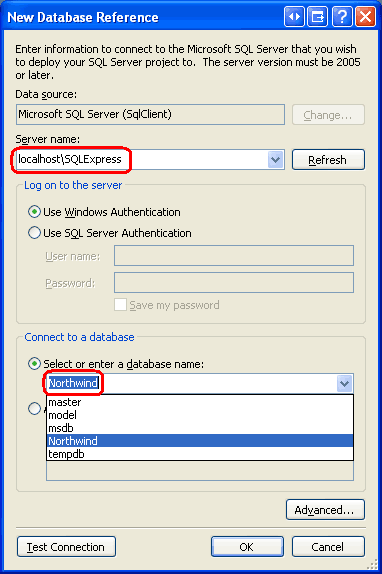 New Database Reference
Enter information to connect to the Microsoft SQL Server that you wish
to deploy your SQL Server project to. The server version must be 2005
or later.
Data source:
Microsoft SQL Server (SqlClient)
Change...
Server name:
localhost\SQLExpress
Refresh
Log on to the server
Use Windows Authentication
Use SQL Server Authentication
User name:
Password:
Save my password
Connect to a database
Select or enter a database name:
Northwind
master
model
msdb
Northwind
tempdb
Advanced...
Test Connection
OK
Cancel